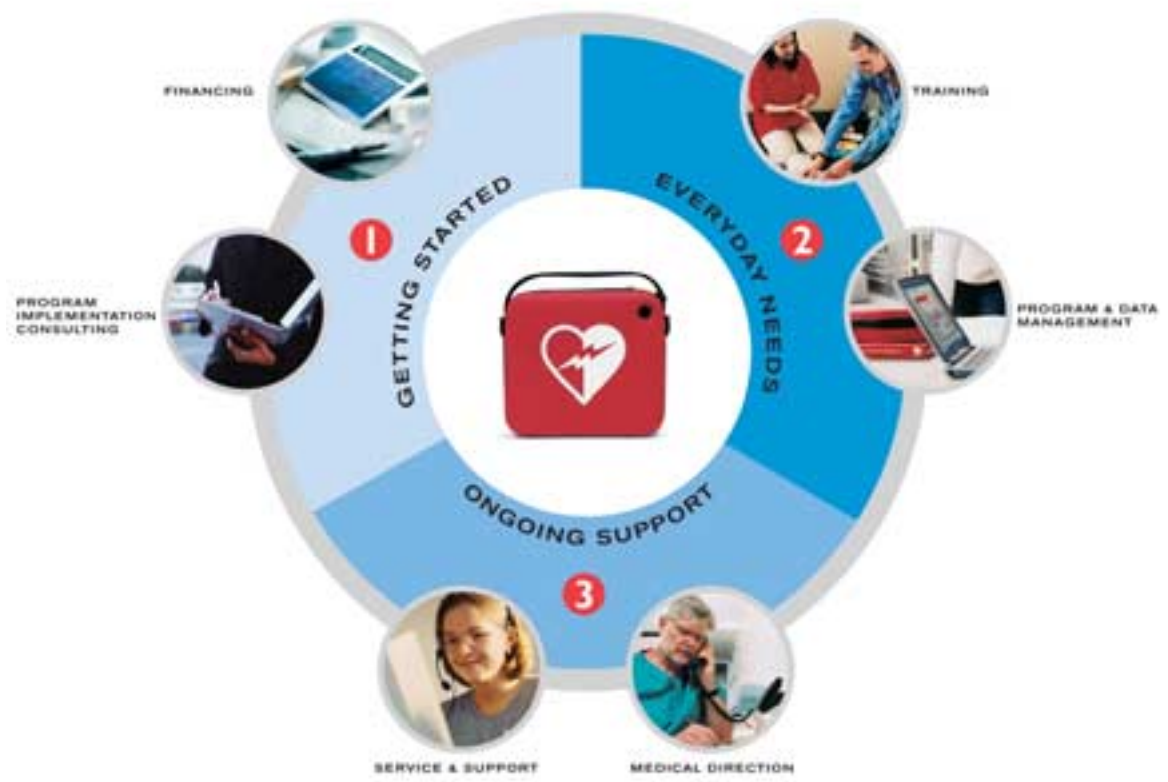 FINANCING
TRAINING
1
GETTING STARTED
EVERYDAY NEEDS
2
PROGRAM
IMPLEMENTATION
CONSULTING
PROGRAM & DATA
MANAGEMENT
ONGOING SUPPORT
3
SERVICE & SUPPORT
MEDICAL DIRECTION